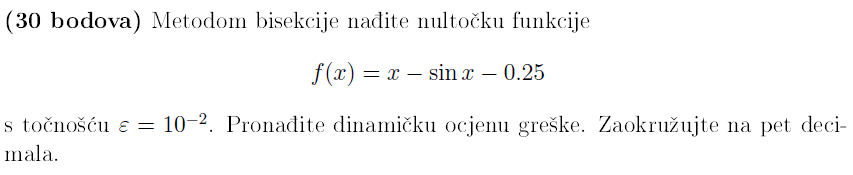 (30 bodova) Metodom bisekcije nađite nultočku funkcije
f(x) = x − sin x − 0.25
s točnošću ε = 10⁻². Pronađite dinamičku ocjenu greške. Zaokružujte na pet deci-
mala.